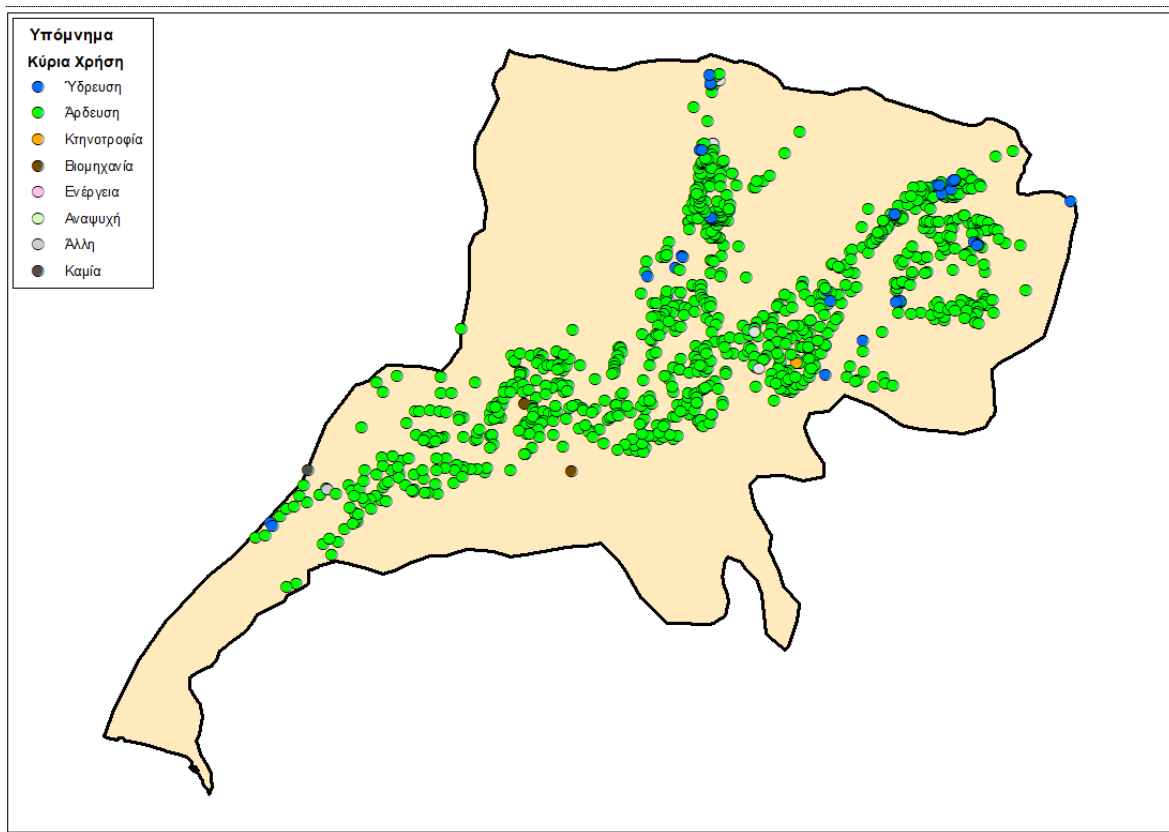 Υπόμνημα
Κύρια Χρήση
Ύδρευση
Άρδευση
Κτηνοτροφία
Βιομηχανία
Ενέργεια
Αναψυχή
Άλλη
Καμία